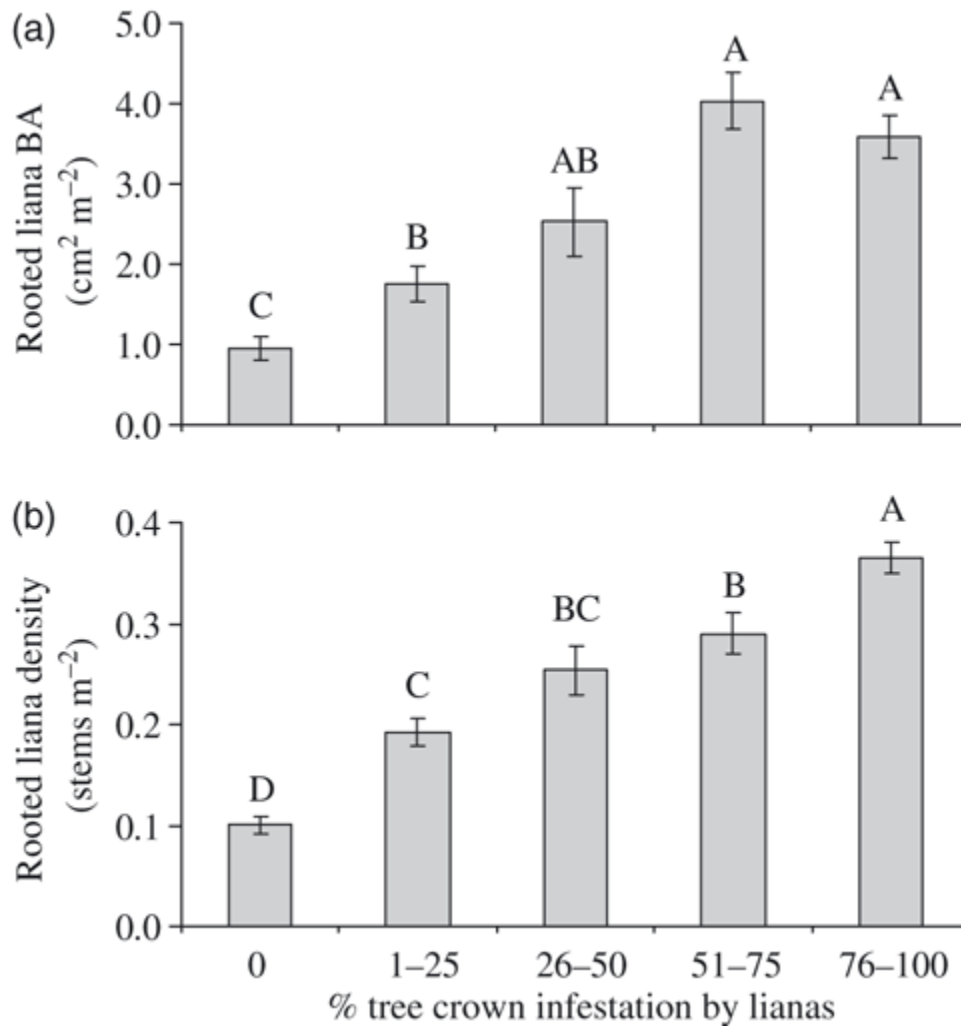 (a)
Rooted liana BA
(cm² m⁻²)
5.0
4.0
3.0
2.0
1.0
0.0
C
B
AB
A
A
(b)
Rooted liana density
(stems m⁻²)
0.4
0.3
0.2
0.1
0.0
D
C
BC
B
A
0 1–25 26–50 51–75 76–100
% tree crown infestation by lianas